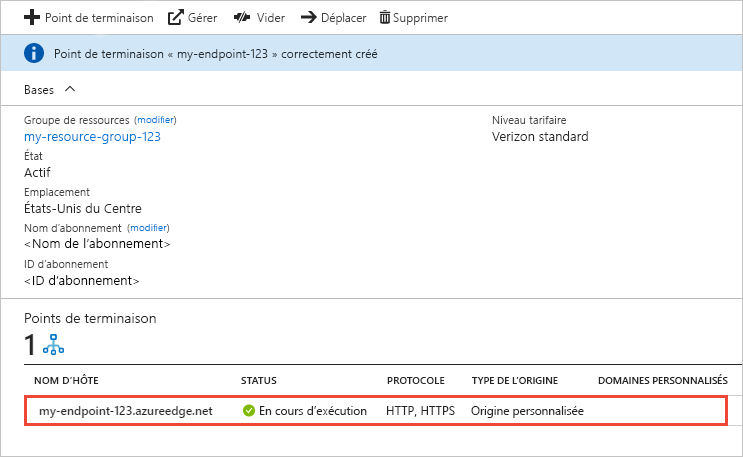 Point de terminaison Gérer Vider Déplacer Supprimer
Point de terminaison « my-endpoint-123 » correctement créé
Bases
Groupe de ressources (modifier) Niveau tarifaire
my-resource-group-123 Verizon standard
État
Actif
Emplacement
États-Unis du Centre
Nom d’abonnement (modifier)
<Nom de l’abonnement>
ID d’abonnement
<ID d’abonnement>
Points de terminaison
1
NOM D’HÔTE STATUS PROTOCOLE TYPE DE L’ORIGINE DOMAINES PERSONNALISÉS
my-endpoint-123.azureedge.net En cours d’exécution HTTP, HTTPS Origine personnalisée